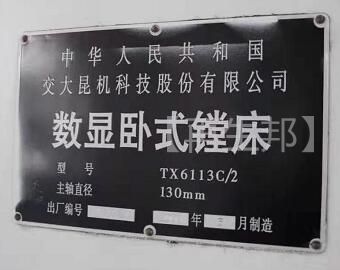 中华人民共和国
交大昆机科技股份有限公司
数显卧式镗床
型 号 TX6113C/2
主轴直径 130mm
出厂编号 年 月制造